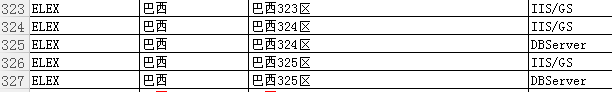 323 ELEX 巴西 巴西323区 IIS/GS
324 ELEX 巴西 巴西324区 IIS/GS
325 ELEX 巴西 巴西324区 DBServer
326 ELEX 巴西 巴西325区 IIS/GS
327 ELEX 巴西 巴西325区 DBServer